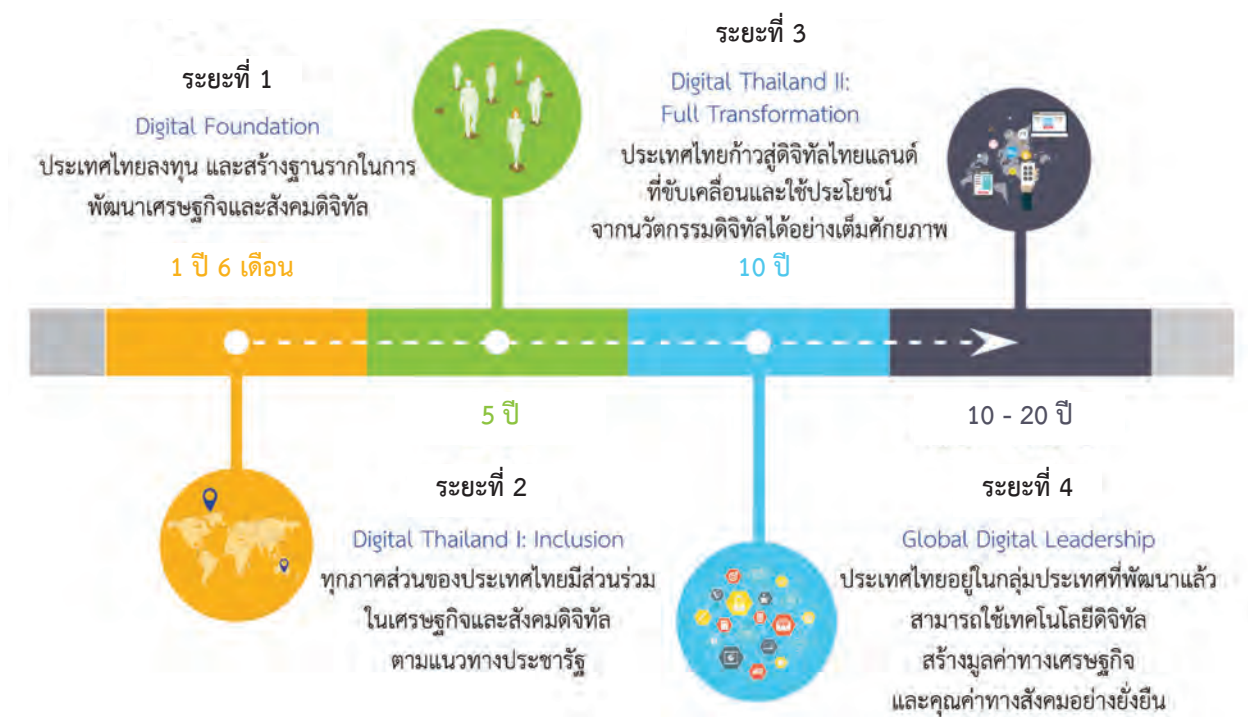 ระยะที่ 1
Digital Foundation
ประเทศไทยลงทุน และสร้างฐานรากในการ
พัฒนาเศรษฐกิจและสังคมดิจิทัล
1 ปี 6 เดือน
5 ปี
ระยะที่ 2
Digital Thailand I: Inclusion
ทุกภาคส่วนของประเทศไทยมีส่วนร่วม
ในเศรษฐกิจและสังคมดิจิทัล
ตามแนวทางประชารัฐ
ระยะที่ 3
Digital Thailand II:
Full Transformation
ประเทศไทยก้าวสู่ดิจิทัลไทยแลนด์
ที่ขับเคลื่อนและใช้ประโยชน์
จากนวัตกรรมดิจิทัลได้อย่างเต็มศักยภาพ
10 ปี
10 - 20 ปี
ระยะที่ 4
Global Digital Leadership
ประเทศไทยอยู่ในกลุ่มประเทศที่พัฒนาแล้ว
สามารถใช้เทคโนโลยีดิจิทัล
สร้างมูลค่าทางเศรษฐกิจ
และคุณค่าทางสังคมอย่างยั่งยืน